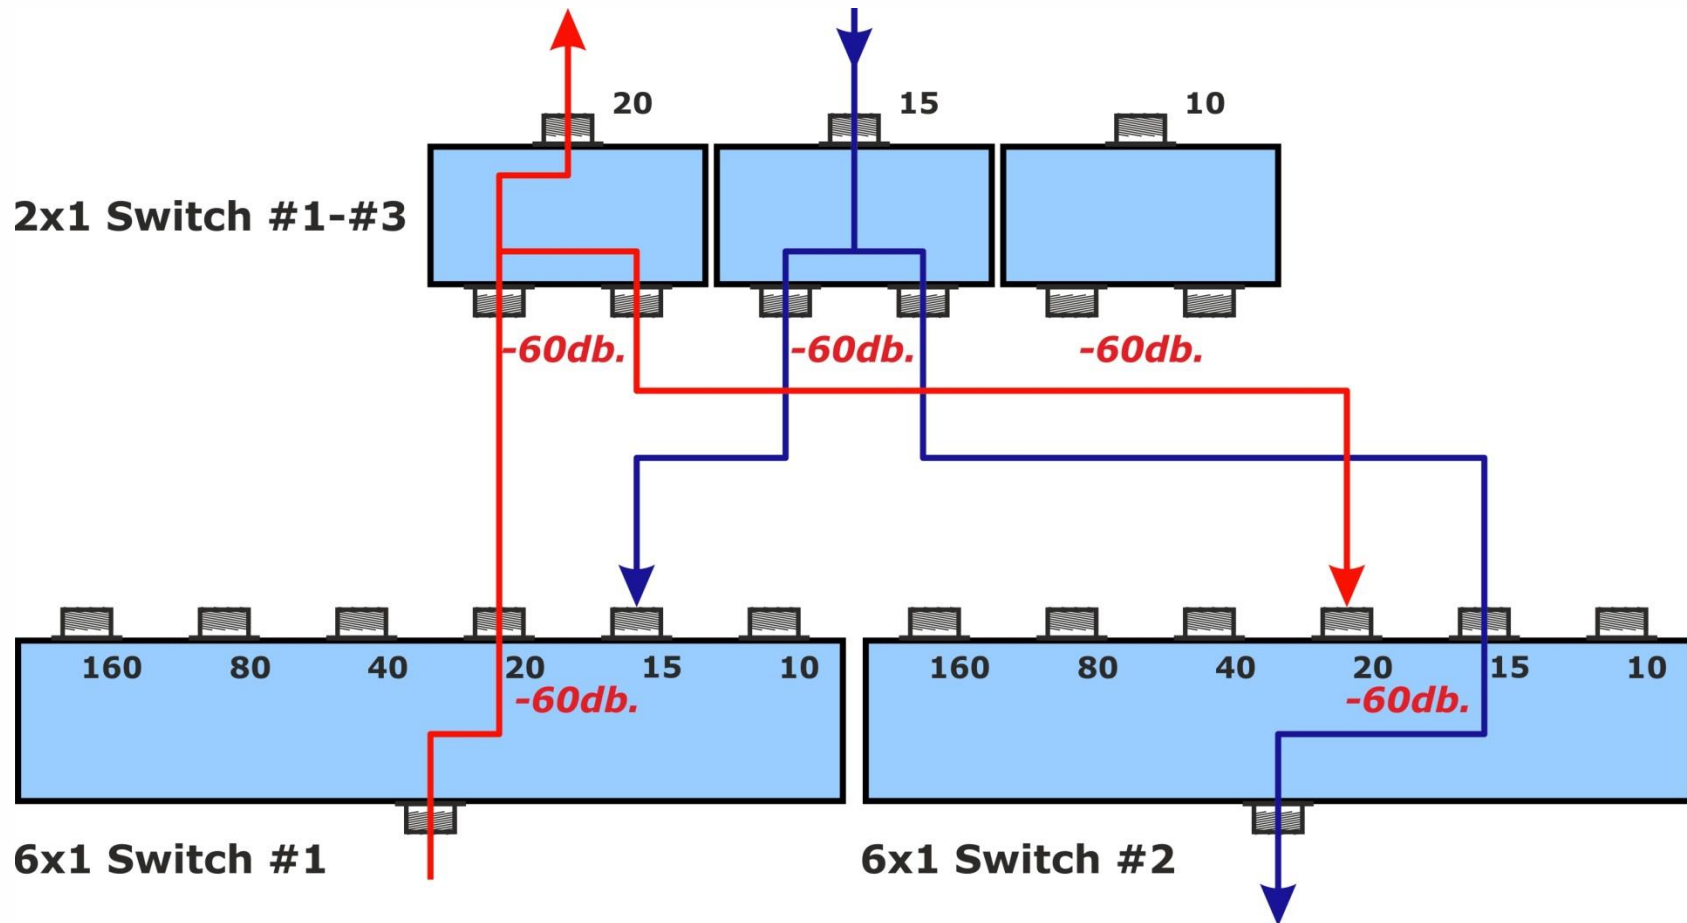 20 15 10
2x1 Switch #1-#3
-60db. -60db. -60db.
160 80 40 20 15 10 160 80 40 20 15 10
-60db. -60db.
6x1 Switch #1 6x1 Switch #2